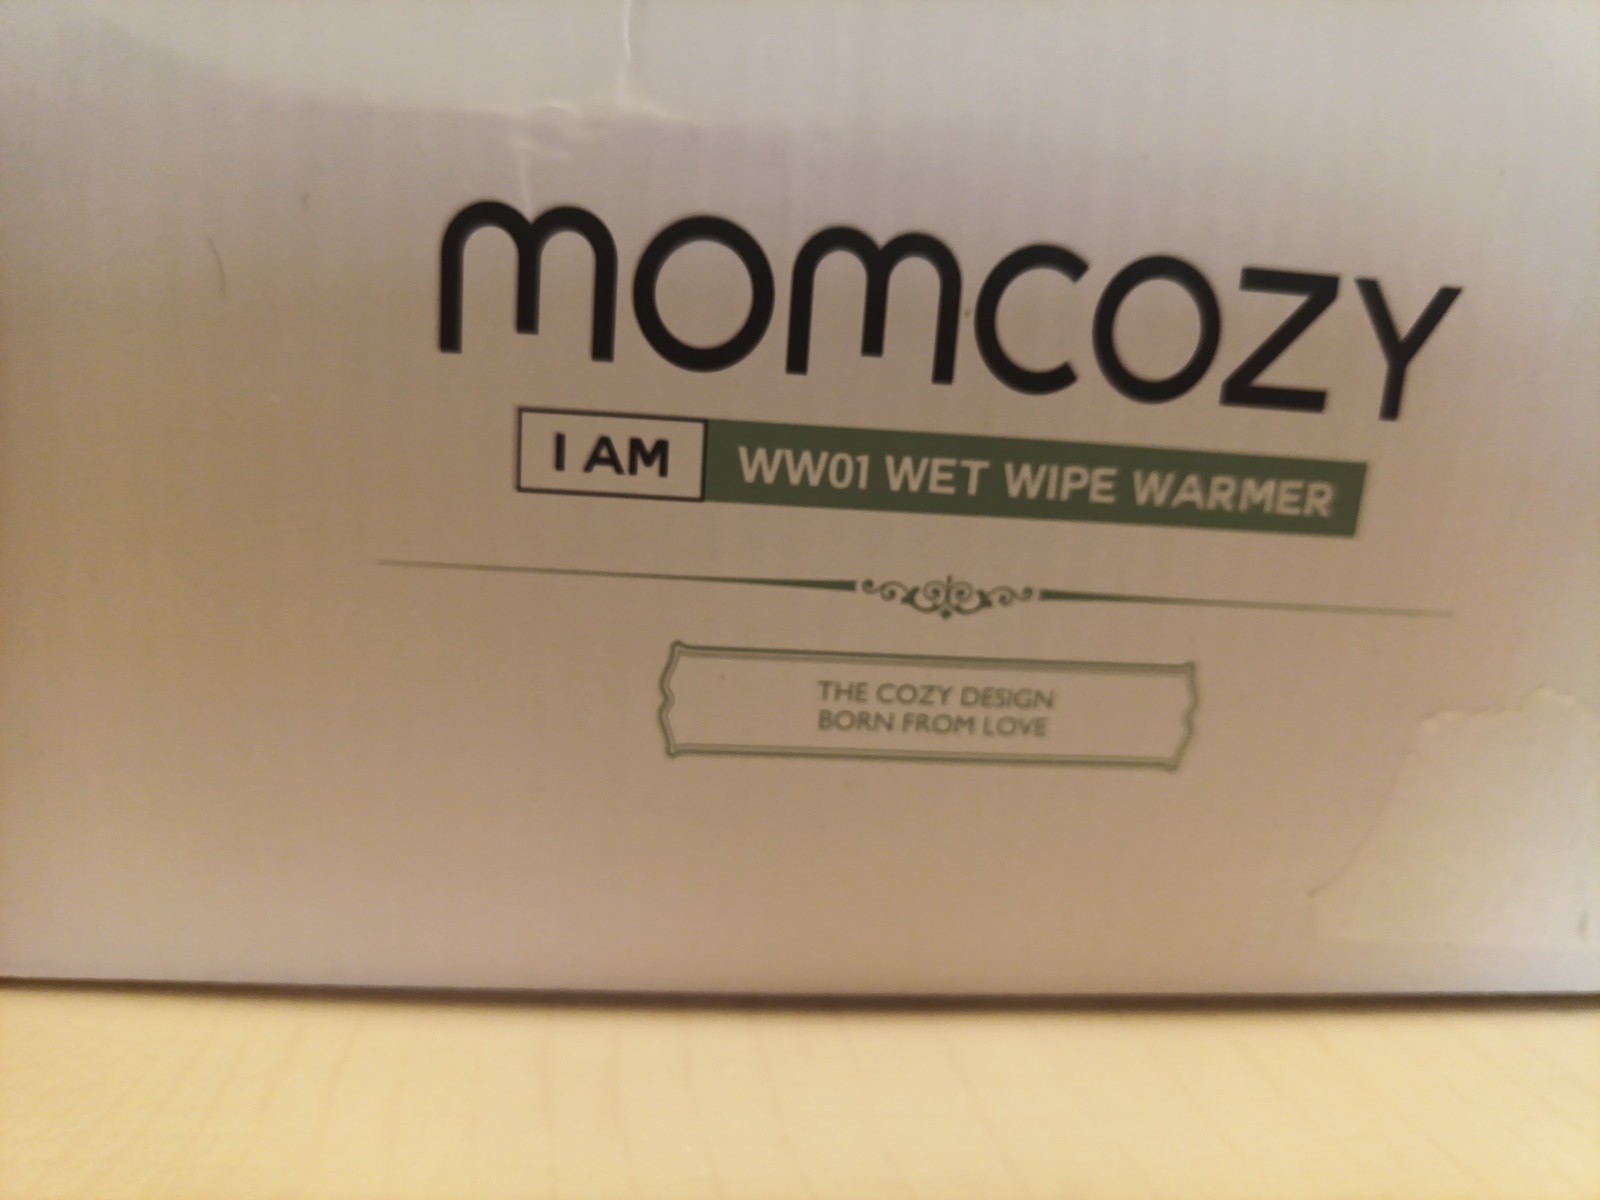 momcozy
I AM WW01 WET WIPE WARMER
THE COZY DESIGN
BORN FROM LOVE